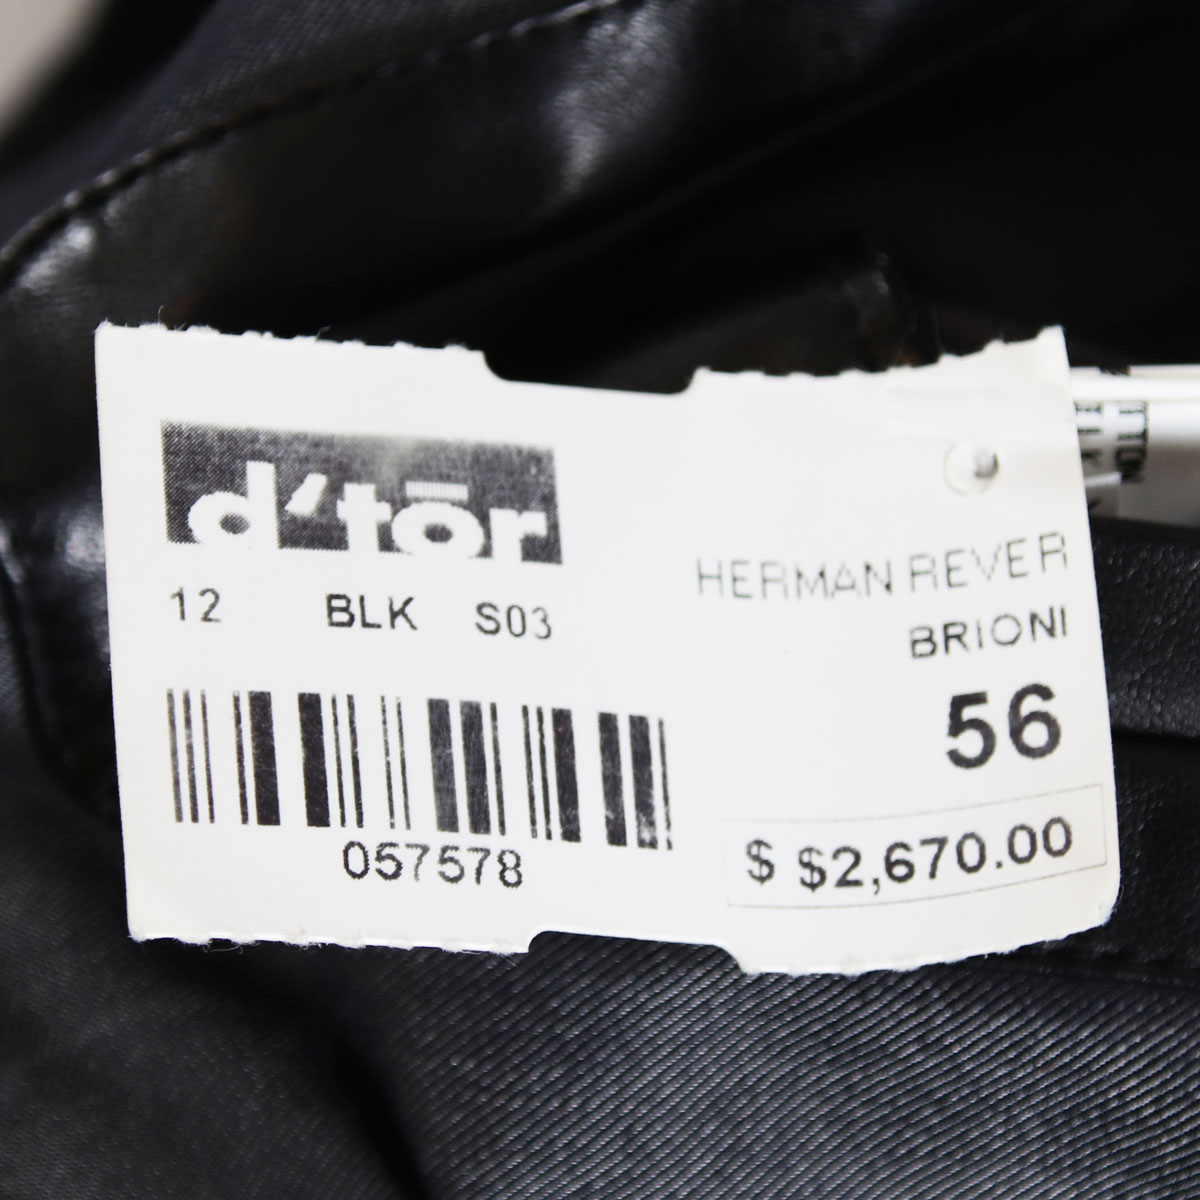 d'tōr
12 BLK S03
057578
HERMAN REVER
BRIONI
56
$ $2,670.00